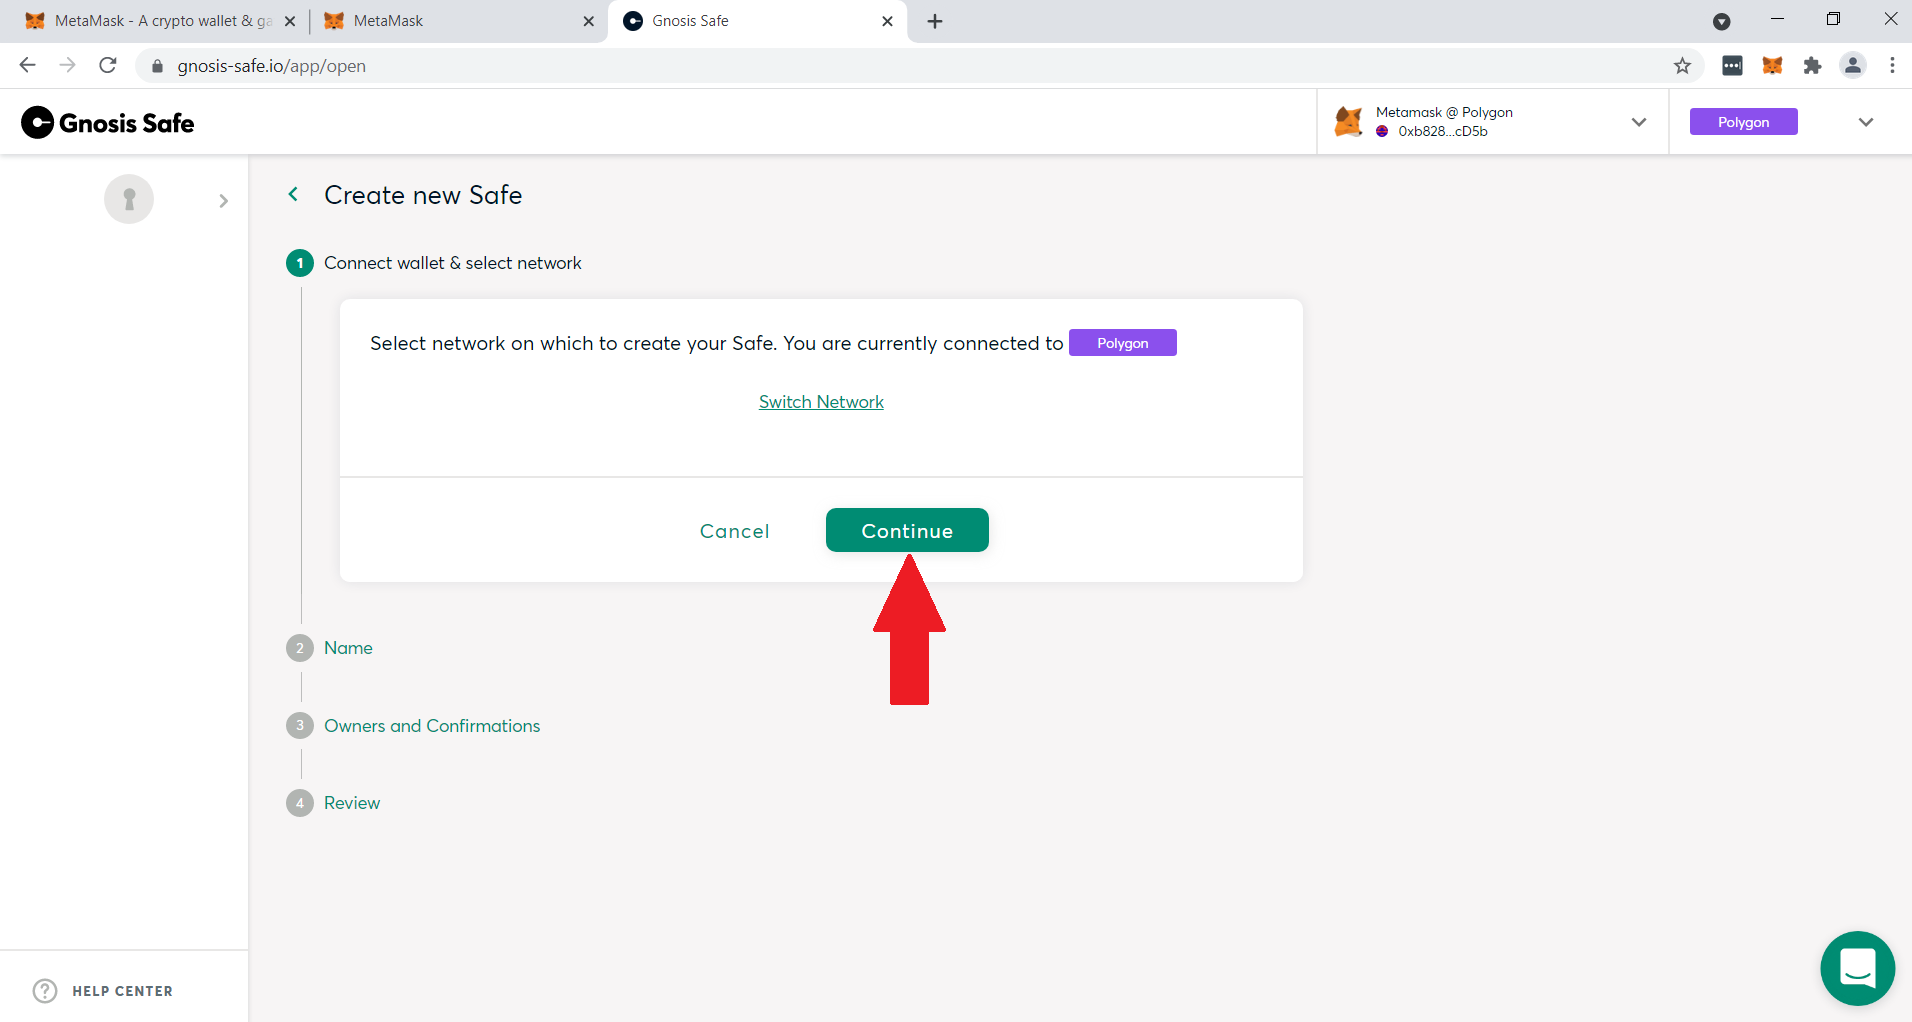 MetaMask - A crypto wallet & ga
MetaMask
Gnosis Safe
gnosis-safe.io/app/open
Gnosis Safe
Metamask @ Polygon
0xb828...cD5b
Polygon
Create new Safe
1 Connect wallet & select network
Select network on which to create your Safe. You are currently connected to Polygon
Switch Network
Cancel
Continue
2 Name
3 Owners and Confirmations
4 Review
? HELP CENTER